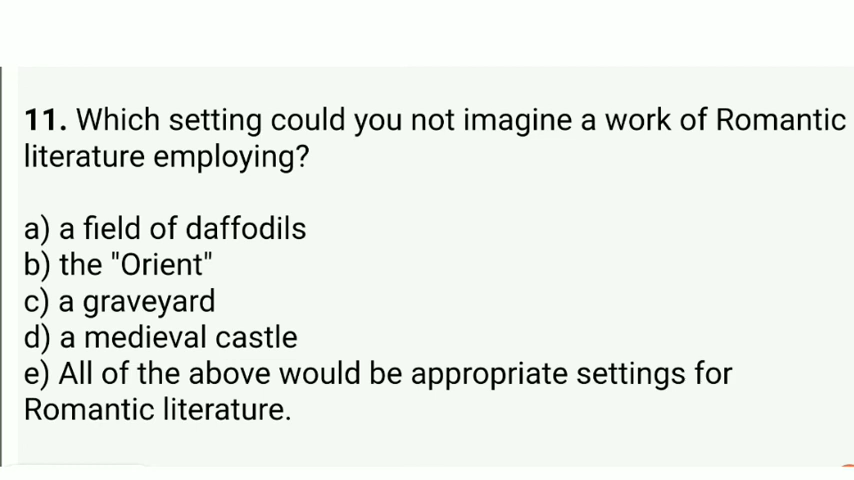 11. Which setting could you not imagine a work of Romantic
literature employing?
a) a field of daffodils
b) the "Orient"
c) a graveyard
d) a medieval castle
e) All of the above would be appropriate settings for
Romantic literature.